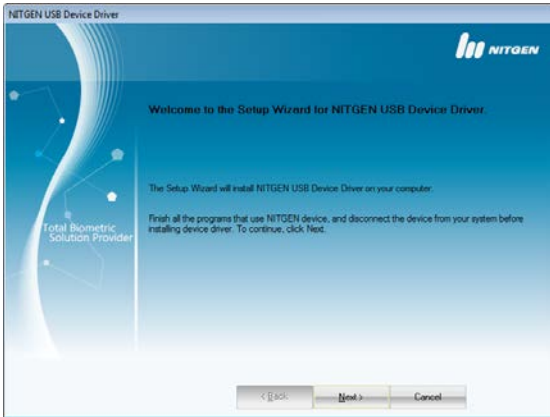 NITGEN USB Device Driver
NITGEN
Welcome to the Setup Wizard for NITGEN USB Device Driver.
The Setup Wizard will install NITGEN USB Device Driver on your computer.
Finish all the programs that use NITGEN device, and disconnect the device from your system before
installing device driver. To continue, click Next.
Total Biometric
Solution Provider
< Back
Next >
Cancel